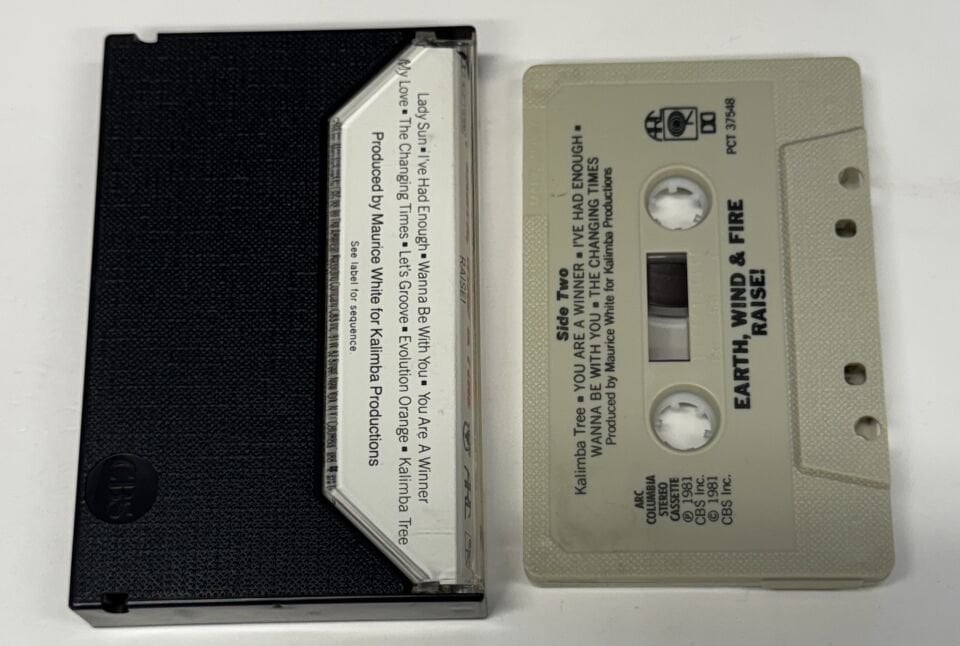 Lady Sun ▪ I've Had Enough ▪ Wanna Be With You ▪ You Are A Winner
My Love ▪ The Changing Times ▪ Let's Groove ▪ Evolution Orange ▪ Kalimba Tree
Produced by Maurice White for Kalimba Productions
See label for sequence.
RAISE!
CBS
Side Two
Kalimba Tree ▪ YOU ARE A WINNER ▪ I'VE HAD ENOUGH ▪
WANNA BE WITH YOU ▪ THE CHANGING TIMES
Produced by Maurice White for Kalimba Productions
ARC
PCT 37548
EARTH, WIND & FIRE
RAISE!
ARC
COLUMBIA
STEREO
CASSETTE
℗ 1981
CBS Inc.
© 1981
CBS Inc.